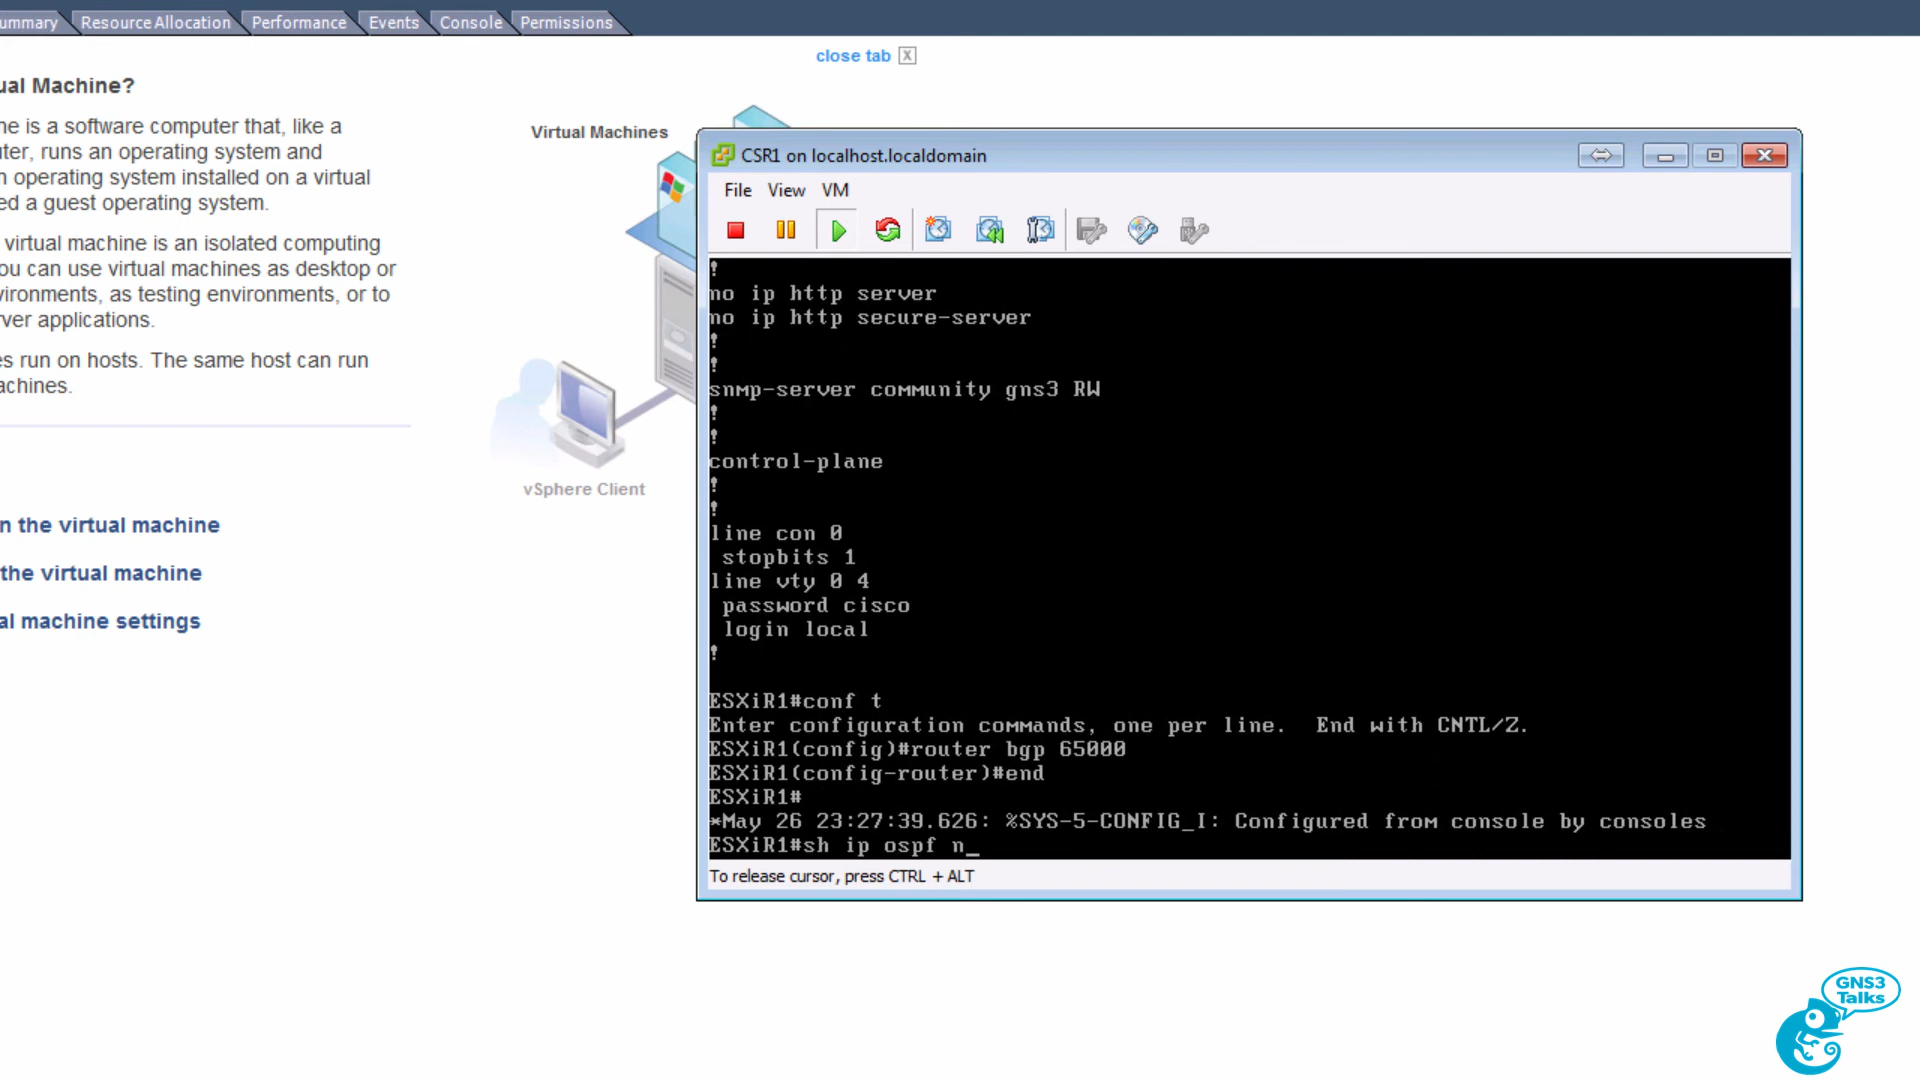 ummary Resource Allocation Performance Events Console Permissions
close tab X
ual Machine?
ne is a software computer that, like a
uter, runs an operating system and
n operating system installed on a virtual
ed a guest operating system.
virtual machine is an isolated computing
ou can use virtual machines as desktop or
vironments, as testing environments, or to
rver applications.
es run on hosts. The same host can run
achines.
n the virtual machine
the virtual machine
al machine settings
Virtual Machines
vSphere Client
CSR1 on localhost.localdomain
File View VM
!
no ip http server
no ip http secure-server
!
!
snmp-server community gns3 RW
!
!
control-plane
!
!
line con 0
stopbits 1
line vty 0 4
password cisco
login local
!
ESXiR1#conf t
Enter configuration commands, one per line.  End with CNTL/Z.
ESXiR1(config)#router bgp 65000
ESXiR1(config-router)#end
ESXiR1#
*May 26 23:27:39.626: %SYS-5-CONFIG_I: Configured from console by consoles
ESXiR1#sh ip ospf n_
To release cursor, press CTRL + ALT
GNS3
Talks